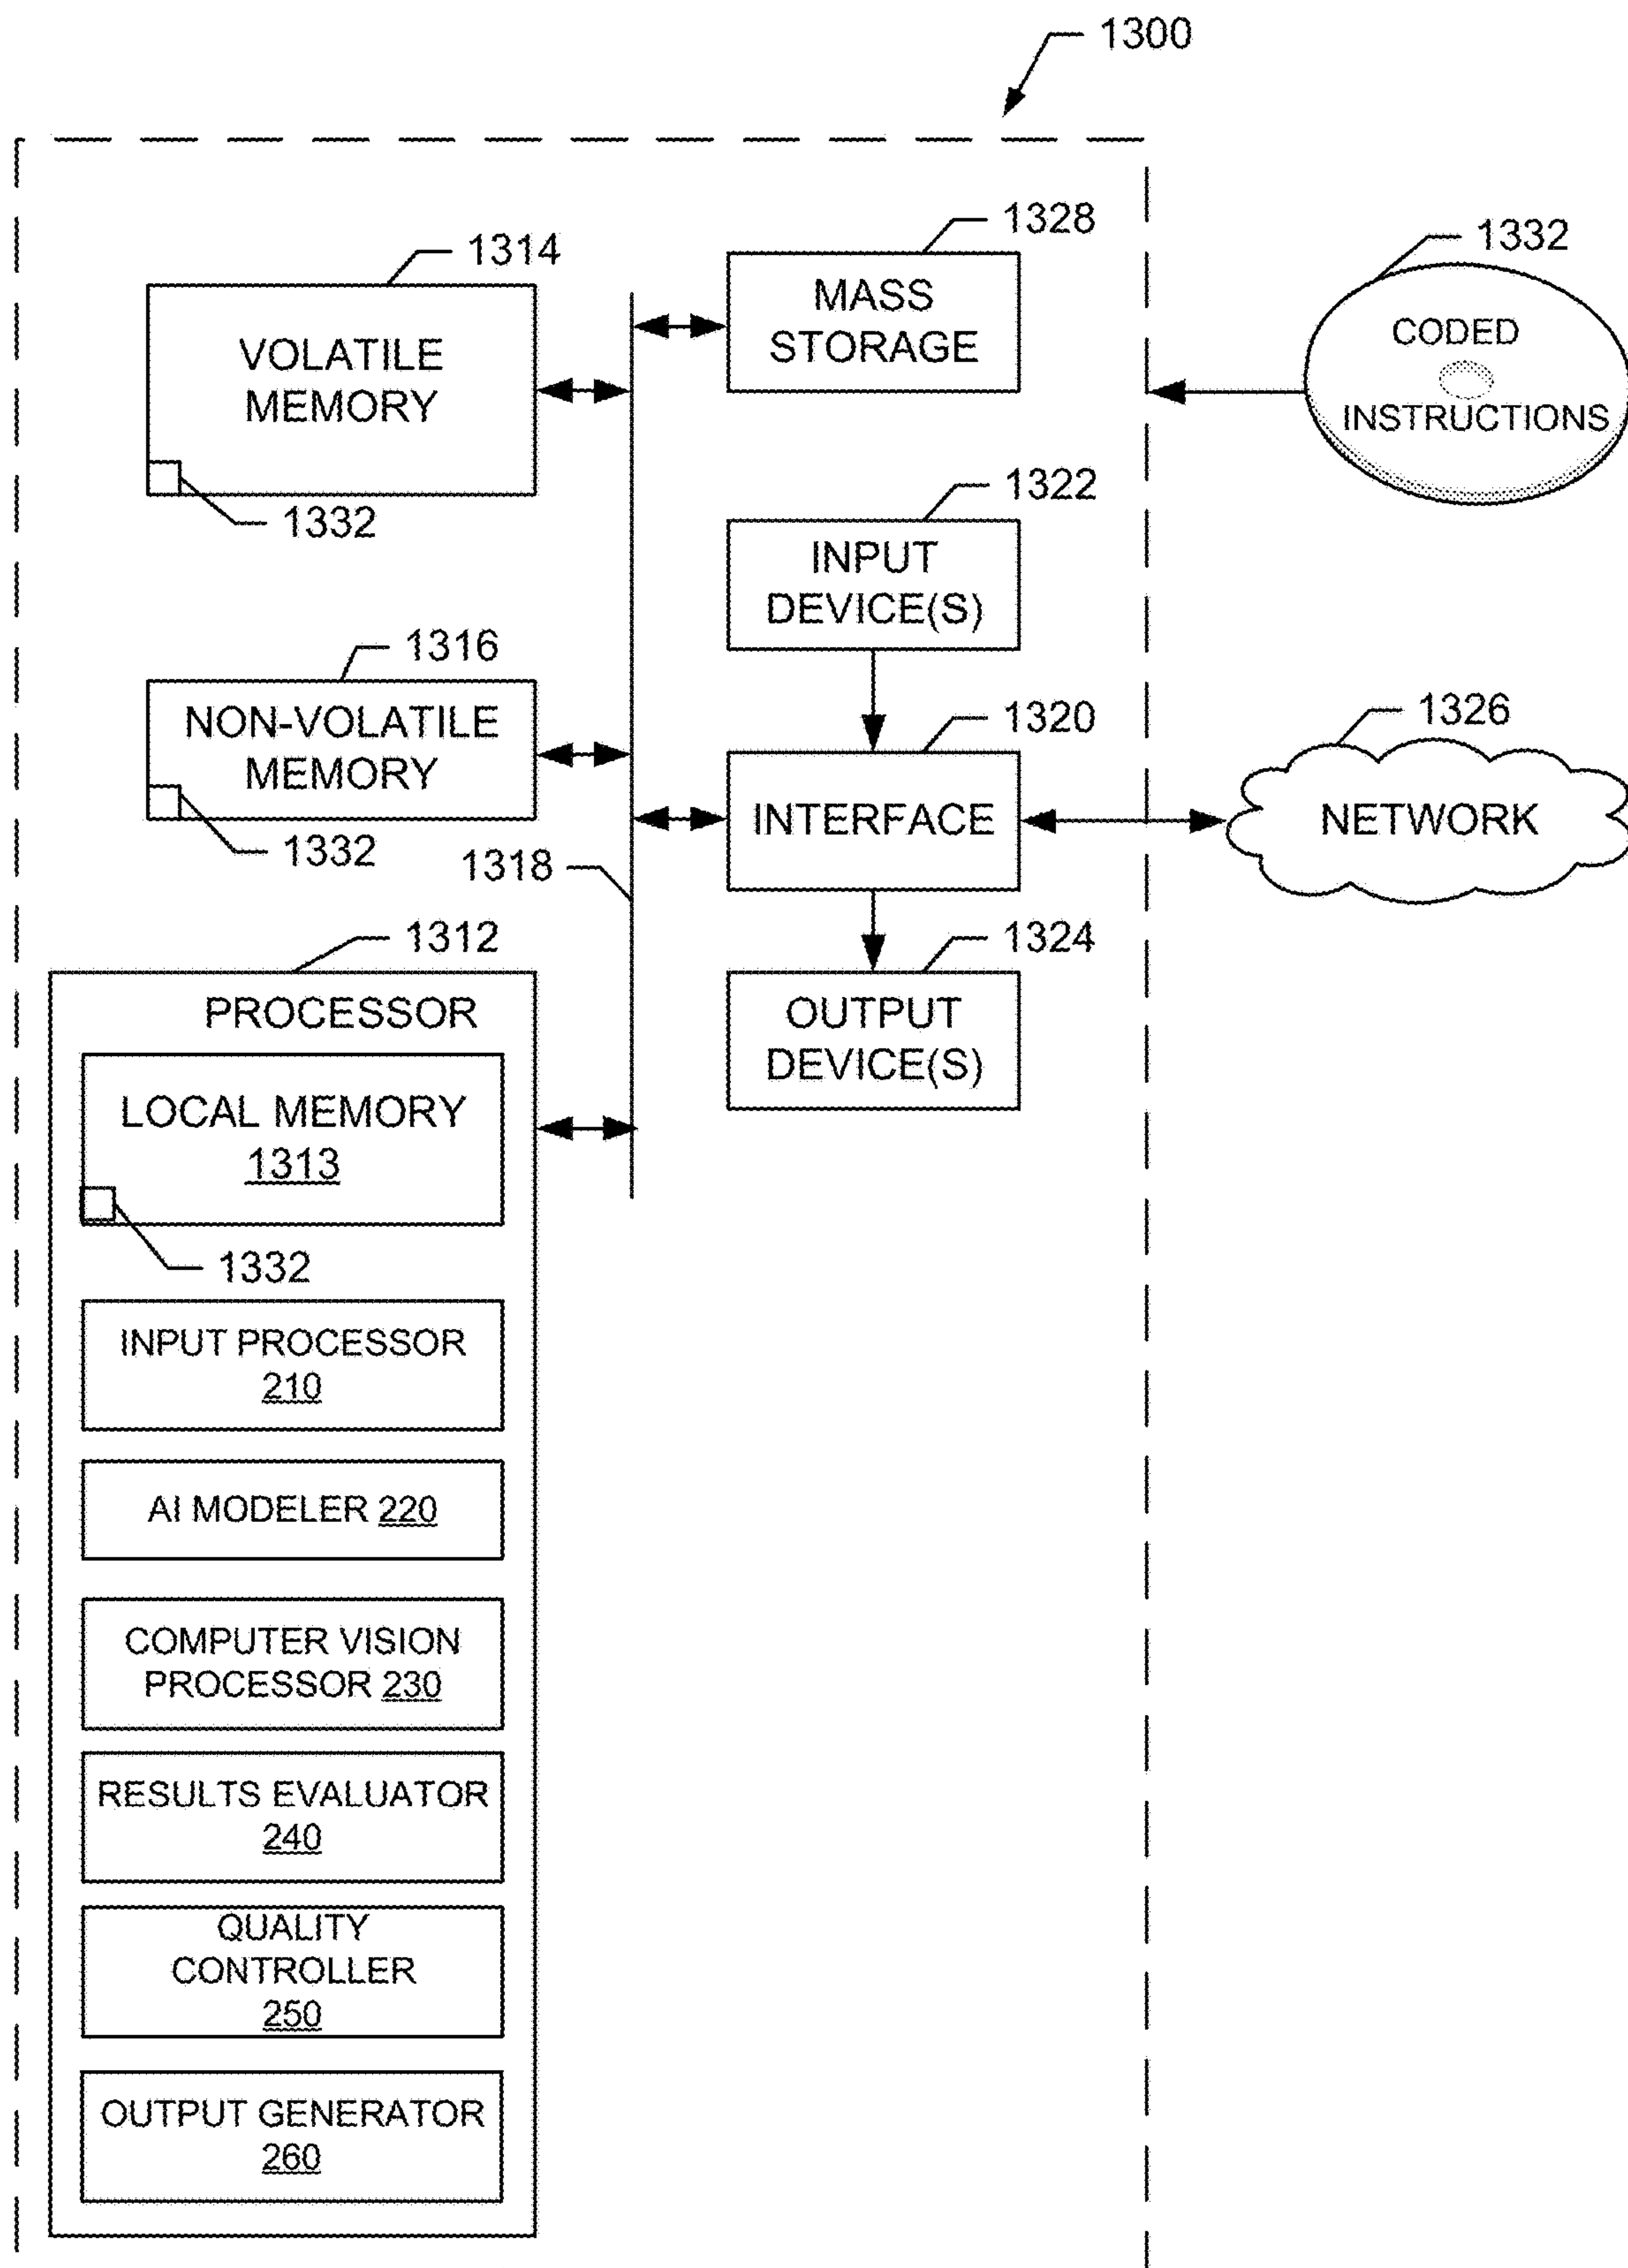 1300
1328
1314
1332
MASS
STORAGE
VOLATILE
MEMORY
CODED
INSTRUCTIONS
1332
1322
INPUT
DEVICE(S)
1316
NON-VOLATILE
MEMORY
1332
1320
INTERFACE
1326
NETWORK
1318
1312
PROCESSOR
1324
OUTPUT
DEVICE(S)
LOCAL MEMORY
1313
1332
INPUT PROCESSOR
210
AI MODELER 220
COMPUTER VISION
PROCESSOR 230
RESULTS EVALUATOR
240
QUALITY
CONTROLLER
250
OUTPUT GENERATOR
260